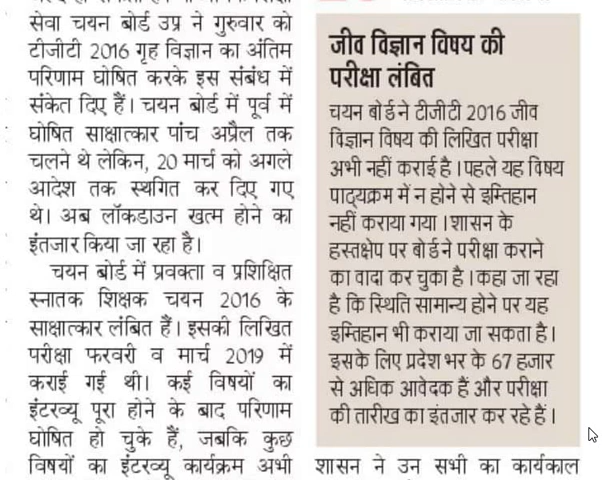 सेवा चयन बोर्ड उप्र ने गुरुवार को
टीजीटी 2016 गृह विज्ञान का अंतिम
परिणाम घोषित करके इस संबंध में
संकेत दिए हैं। चयन बोर्ड में पूर्व में
घोषित साक्षात्कार पांच अप्रैल तक
चलने थे लेकिन, 20 मार्च को अगले
आदेश तक स्थगित कर दिए गए
थे। अब लॉकडाउन खत्म होने का
इंतजार किया जा रहा है।
चयन बोर्ड में प्रवक्ता व प्रशिक्षित
स्नातक शिक्षक चयन 2016 के
साक्षात्कार लंबित हैं। इसकी लिखित
परीक्षा फरवरी व मार्च 2019 में
कराई गई थी। कई विषयों का
इंटरव्यू पूरा होने के बाद परिणाम
घोषित हो चुके हैं, जबकि कुछ
विषयों का इंटरव्यू कार्यक्रम अभी
जीव विज्ञान विषय की
परीक्षा लंबित
चयन बोर्ड ने टीजीटी 2016 जीव
विज्ञान विषय की लिखित परीक्षा
अभी नहीं कराई है। पहले यह विषय
पाठ्यक्रम में न होने से इम्तिहान
नहीं कराया गया। शासन के
हस्तक्षेप पर बोर्ड ने परीक्षा कराने
का वादा कर चुका है। कहा जा रहा
है कि स्थिति सामान्य होने पर यह
इम्तिहान भी कराया जा सकता है।
इसके लिए प्रदेश भर के 67 हजार
से अधिक आवेदक हैं और परीक्षा
की तारीख का इंतजार कर रहे हैं।
शासन ने उन सभी का कार्यकाल